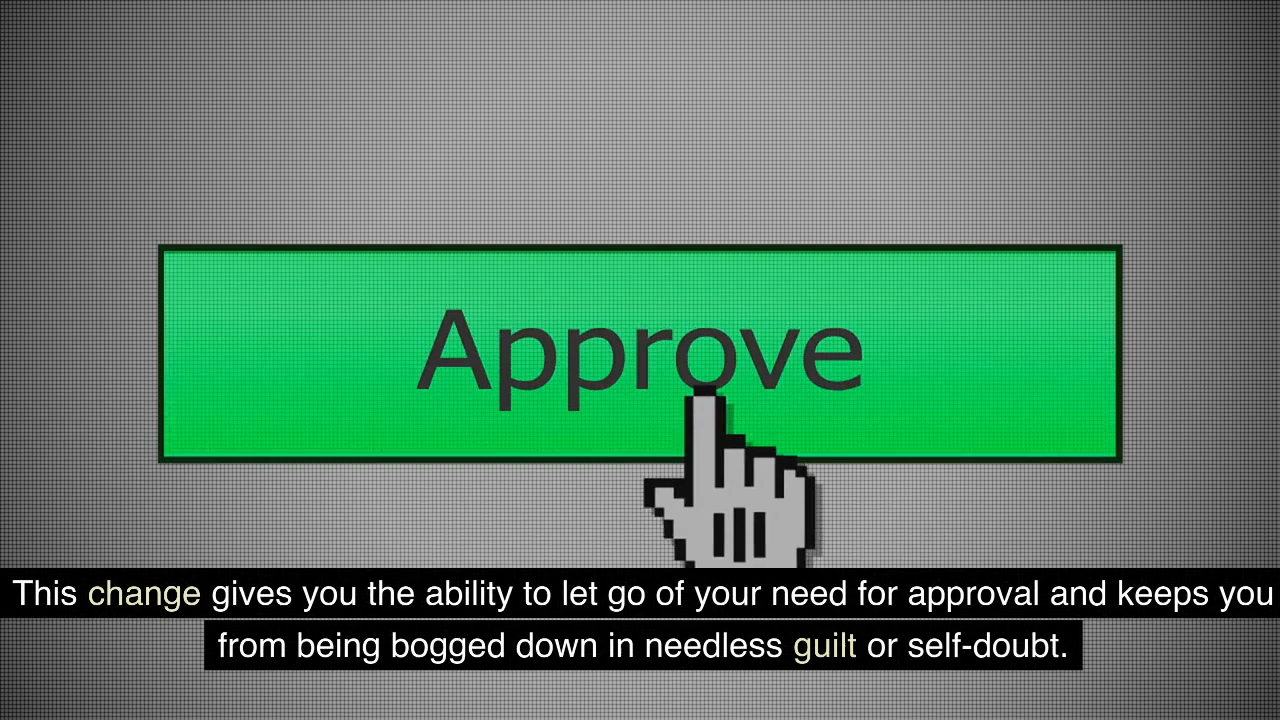 Approve
This change gives you the ability to let go of your need for approval and keeps you
from being bogged down in needless guilt or self-doubt.